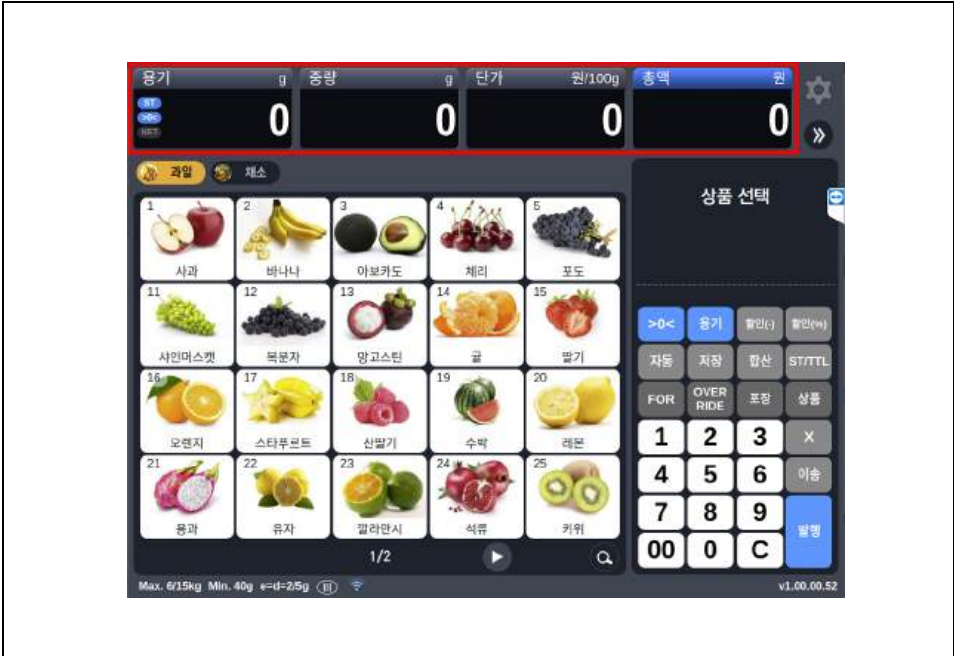 용기 g 중량 g 단가 원/100g 총액 원
ST
>0<
NET
0 0 0 0
과일 채소
상품 선택
1 2 3 4 5
사과 바나나 아보카도 체리 포도
11 12 13 14 15
샤인머스캣 복분자 망고스틴 귤 딸기
16 17 18 19 20
오렌지 스타푸르트 산딸기 수박 레몬
21 22 23 24 25
용과 유자 깔라만시 석류 키위
1/2
>0< 용기 할인(-) 할인(%)
자동 저장 합산 ST/TTL
FOR OVER RIDE 포장 상품
1 2 3 X
4 5 6 이송
7 8 9 발행
00 0 C
Max. 6/15kg Min. 40g e=d=2/5g III v1.00.00.52